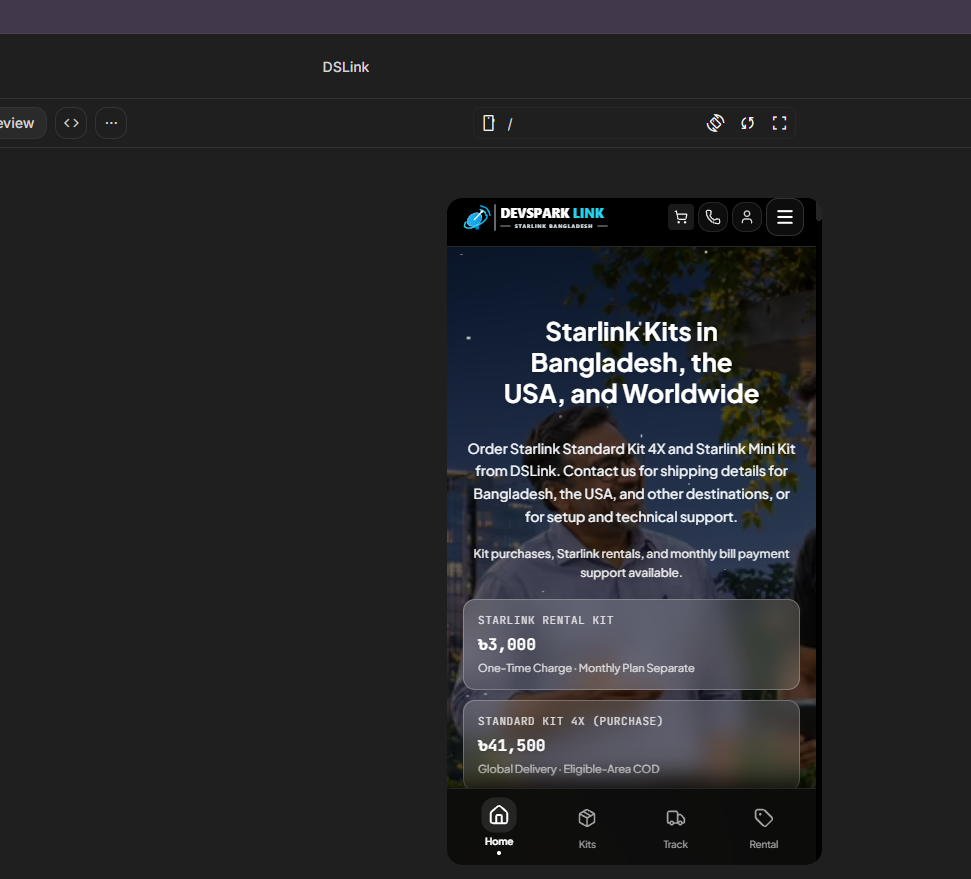 DSLink
eview
/
DEVSPARK LINK
STARLINK BANGLADESH
Starlink Kits in
Bangladesh, the
USA, and Worldwide
Order Starlink Standard Kit 4X and Starlink Mini Kit
from DSLink. Contact us for shipping details for
Bangladesh, the USA, and other destinations, or
for setup and technical support.
Kit purchases, Starlink rentals, and monthly bill payment
support available.
STARLINK RENTAL KIT
৳3,000
One-Time Charge · Monthly Plan Separate
STANDARD KIT 4X (PURCHASE)
৳41,500
Global Delivery · Eligible-Area COD
Home
Kits
Track
Rental